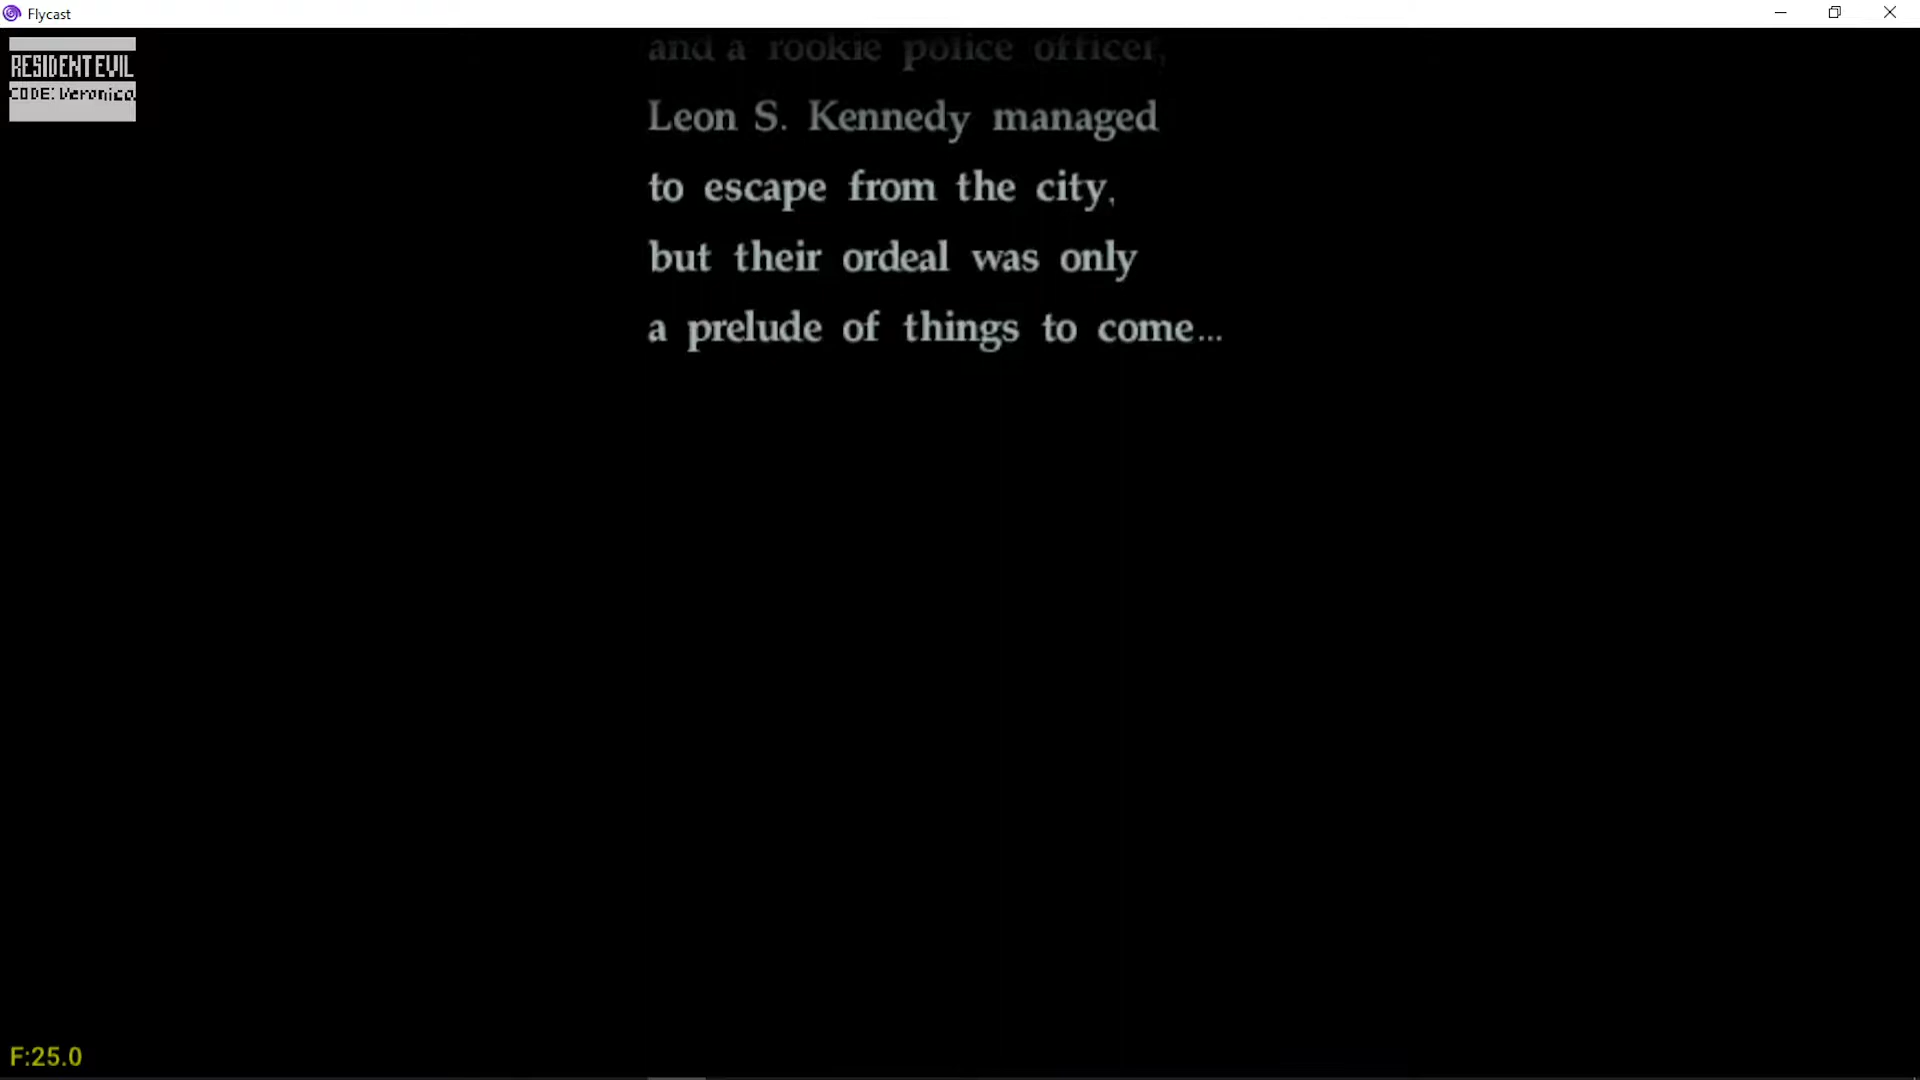 Flycast
RESIDENT EVIL
CODE:Veronica
and a rookie police officer,
Leon S. Kennedy managed
to escape from the city,
but their ordeal was only
a prelude of things to come...
F:25.0